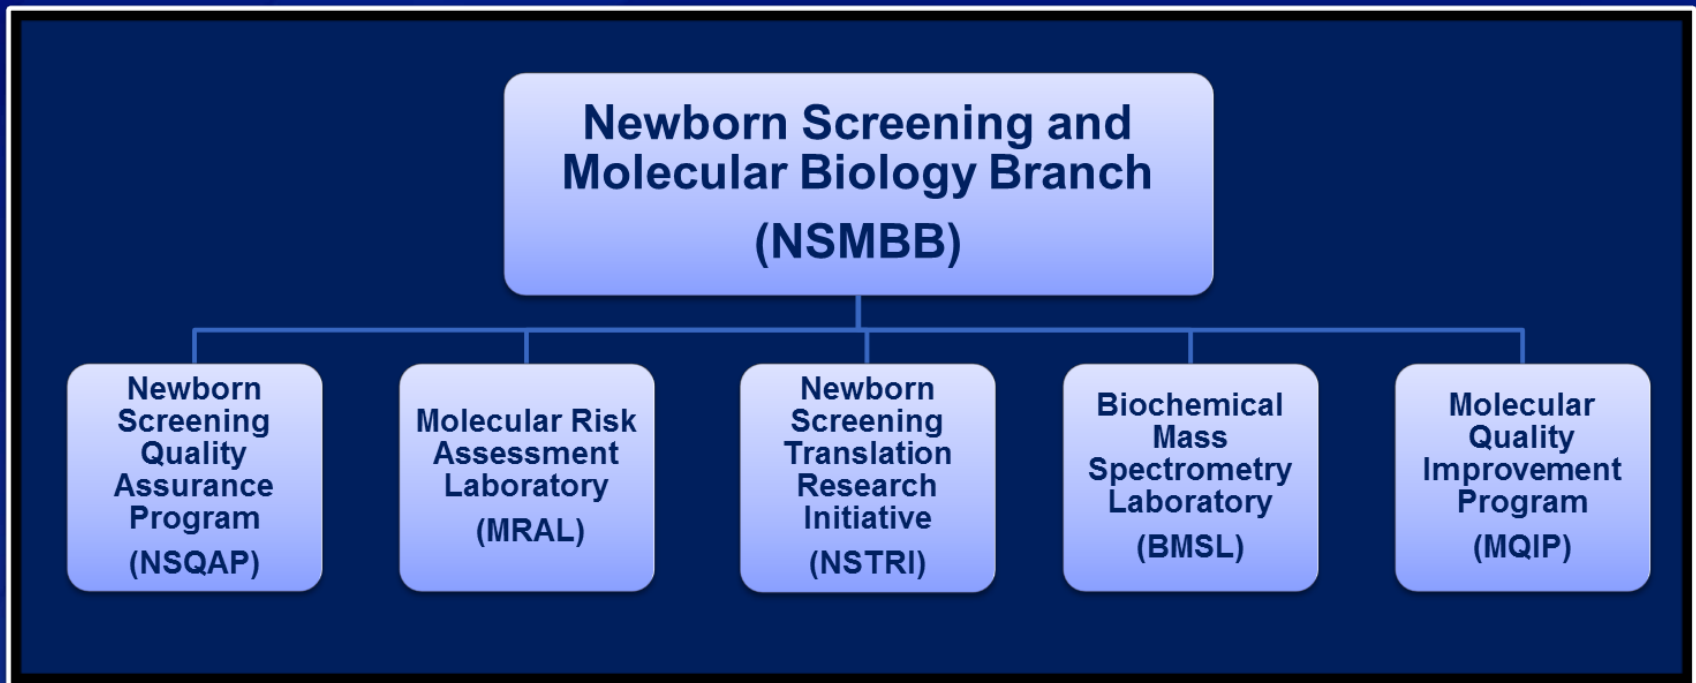 Newborn Screening and
Molecular Biology Branch
(NSMBB)
Newborn
Screening
Quality
Assurance
Program
(NSQAP)
Molecular Risk
Assessment
Laboratory
(MRAL)
Newborn
Screening
Translation
Research
Initiative
(NSTRI)
Biochemical
Mass
Spectrometry
Laboratory
(BMSL)
Molecular
Quality
Improvement
Program
(MQIP)